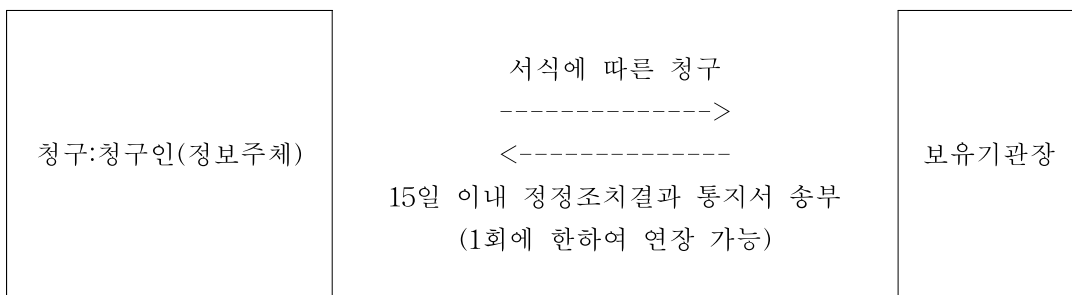 서식에 따른 청구
-------------->
청구:청구인(정보주체)
<--------------
보유기관장
15일 이내 정정조치결과 통지서 송부
(1회에 한하여 연장 가능)